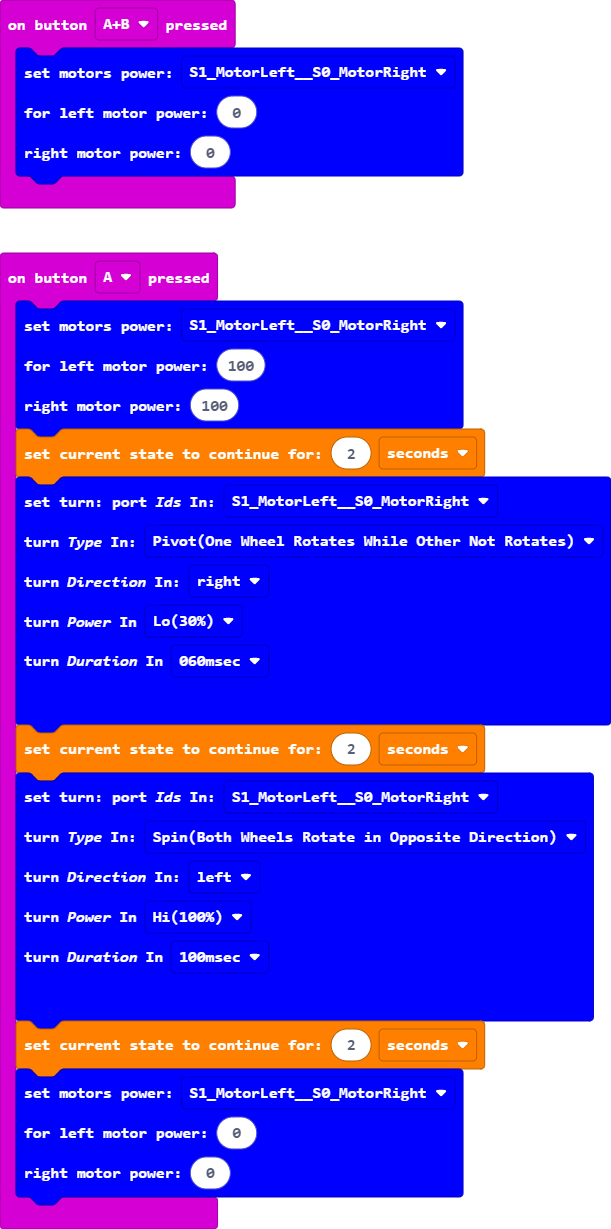 on button A+B pressed
set motors power: S1_MotorLeft__S0_MotorRight
for left motor power: 0
right motor power: 0
on button A pressed
set motors power: S1_MotorLeft__S0_MotorRight
for left motor power: 100
right motor power: 100
set current state to continue for: 2 seconds
set turn: port Ids In: S1_MotorLeft__S0_MotorRight
turn Type In: Pivot(One Wheel Rotates While Other Not Rotates)
turn Direction In: right
turn Power In Lo(30%)
turn Duration In 060msec
set current state to continue for: 2 seconds
set turn: port Ids In: S1_MotorLeft__S0_MotorRight
turn Type In: Spin(Both Wheels Rotate in Opposite Direction)
turn Direction In: left
turn Power In Hi(100%)
turn Duration In 100msec
set current state to continue for: 2 seconds
set motors power: S1_MotorLeft__S0_MotorRight
for left motor power: 0
right motor power: 0